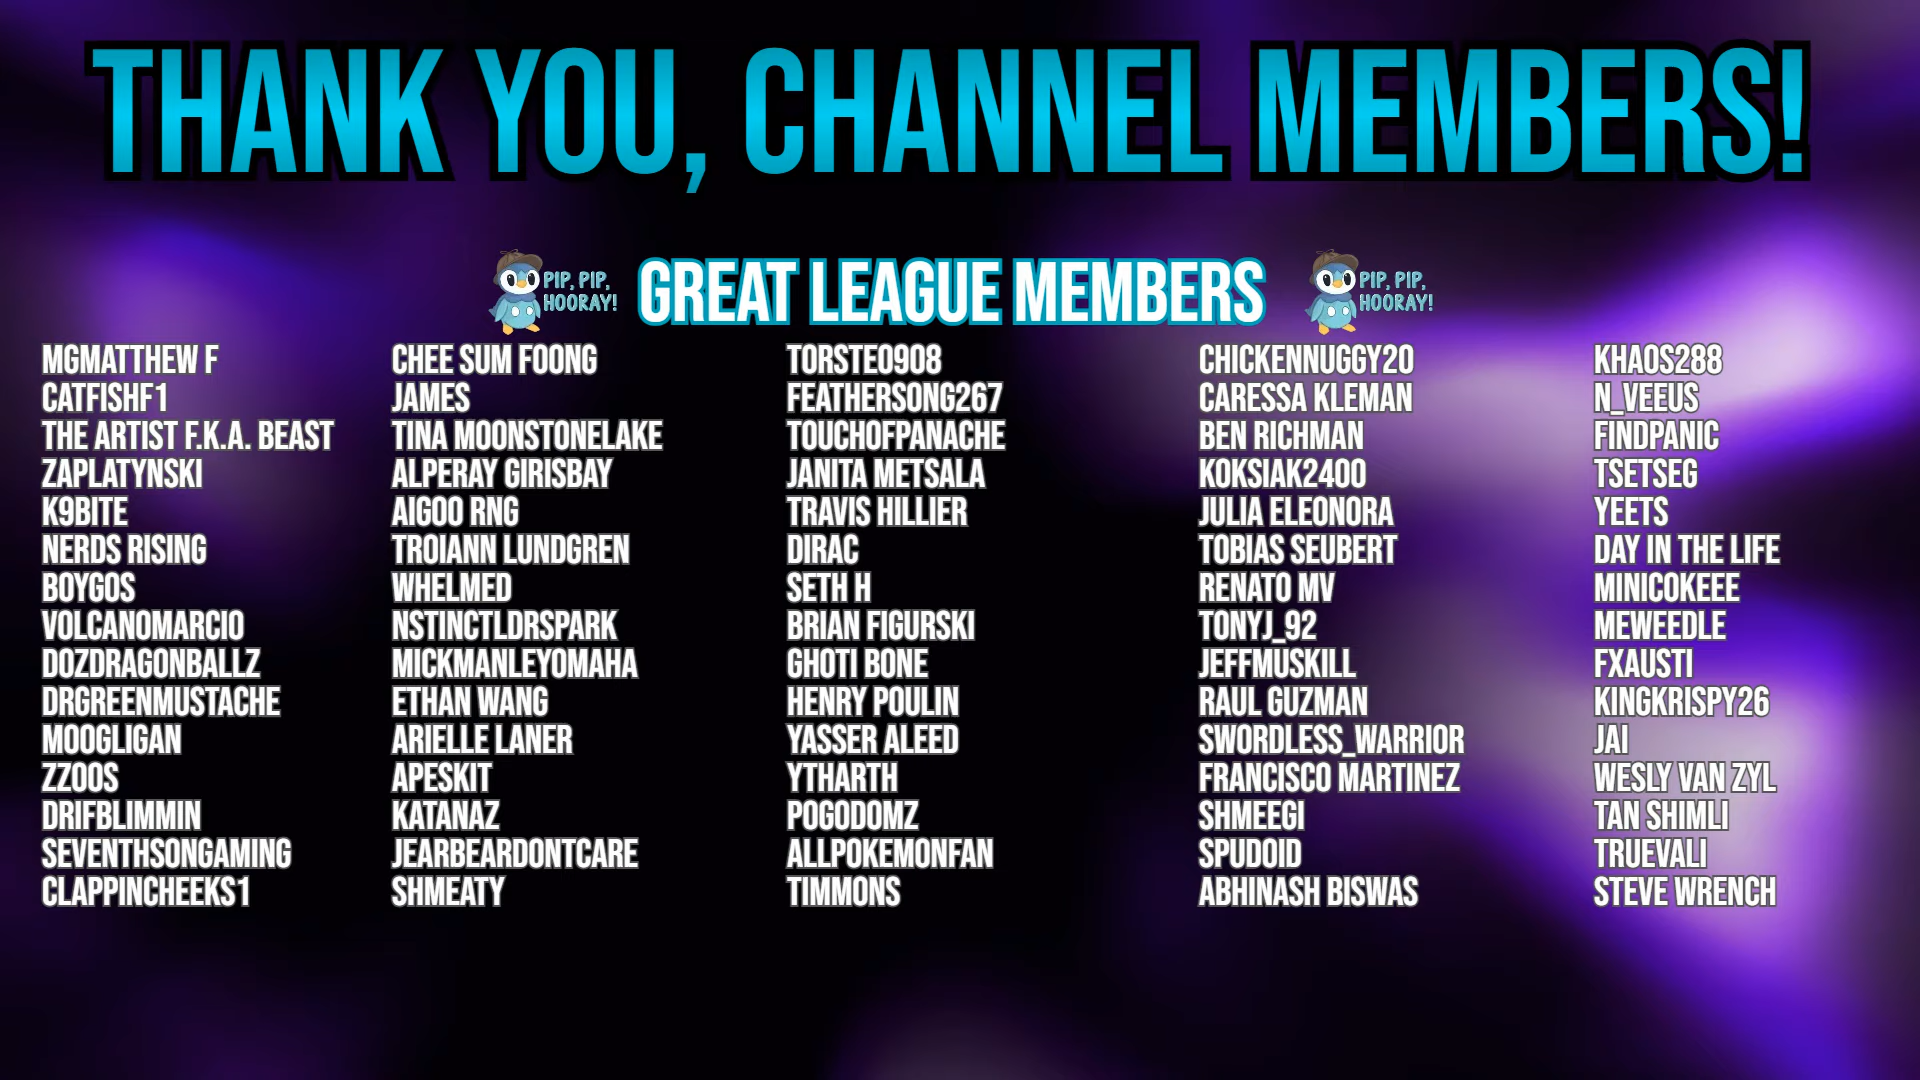 THANK YOU, CHANNEL MEMBERS!
PIP, PIP,
HOORAY!
GREAT LEAGUE MEMBERS
PIP, PIP,
HOORAY!
MGMATTHEW F
CATFISHF1
THE ARTIST F.K.A. BEAST
ZAPLATYNSKI
K9BITE
NERDS RISING
BOYGOS
VOLCANOMARCIO
DOZDRAGONBALLZ
DRGREENMUSTACHE
MOOGLIGAN
ZZOOS
DRIFBLIMMIN
SEVENTHSONGAMING
CLAPPINCHEEKS1
CHEE SUM FOONG
JAMES
TINA MOONSTONELAKE
ALPERAY GIRISBAY
AIGOO RNG
TROIANN LUNDGREN
WHELMED
NSTINCTLDRSPARK
MICKMANLEYOMAHA
ETHAN WANG
ARIELLE LANER
APESKIT
KATANAZ
JEARBEARDONTCARE
SHMEATY
TORSTE0908
FEATHERSONG267
TOUCHOFPANACHE
JANITA METSALA
TRAVIS HILLIER
DIRAC
SETH H
BRIAN FIGURSKI
GHOTI BONE
HENRY POULIN
YASSER ALEED
YTHARTH
POGODOMZ
ALLPOKEMONFAN
TIMMONS
CHICKENNUGGY20
CARESSA KLEMAN
BEN RICHMAN
KOKSIAK2400
JULIA ELEONORA
TOBIAS SEUBERT
RENATO MV
TONYJ_92
JEFFMUSKILL
RAUL GUZMAN
SWORDLESS_WARRIOR
FRANCISCO MARTINEZ
SHMEEGI
SPUDOID
ABHINASH BISWAS
KHAOS288
N_VEEUS
FINDPANIC
TSETSEG
YEETS
DAY IN THE LIFE
MINICOKEEE
MEWEEDLE
FXAUSTI
KINGKRISPY26
JAI
WESLY VAN ZYL
TAN SHIMLI
TRUEVALI
STEVE WRENCH